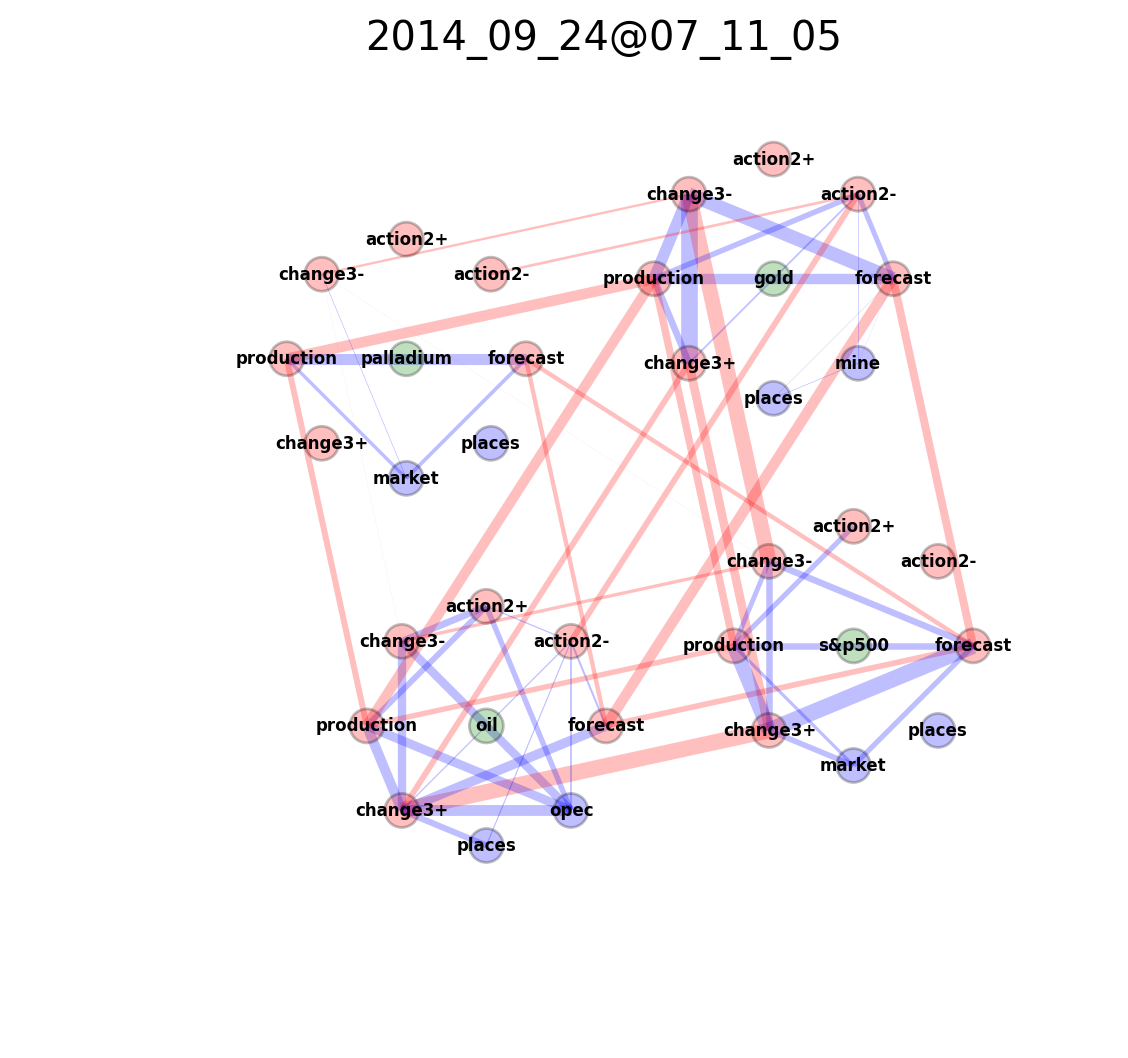 2014_09_24@07_11_05
action2+
change3-
action2-
production
gold
forecast
change3+
mine
places
action2+
change3-
action2-
production
palladium
forecast
change3+
places
market
action2+
change3-
action2-
production
s&p500
forecast
change3+
places
market
action2+
change3-
action2-
production
oil
forecast
change3+
opec
places